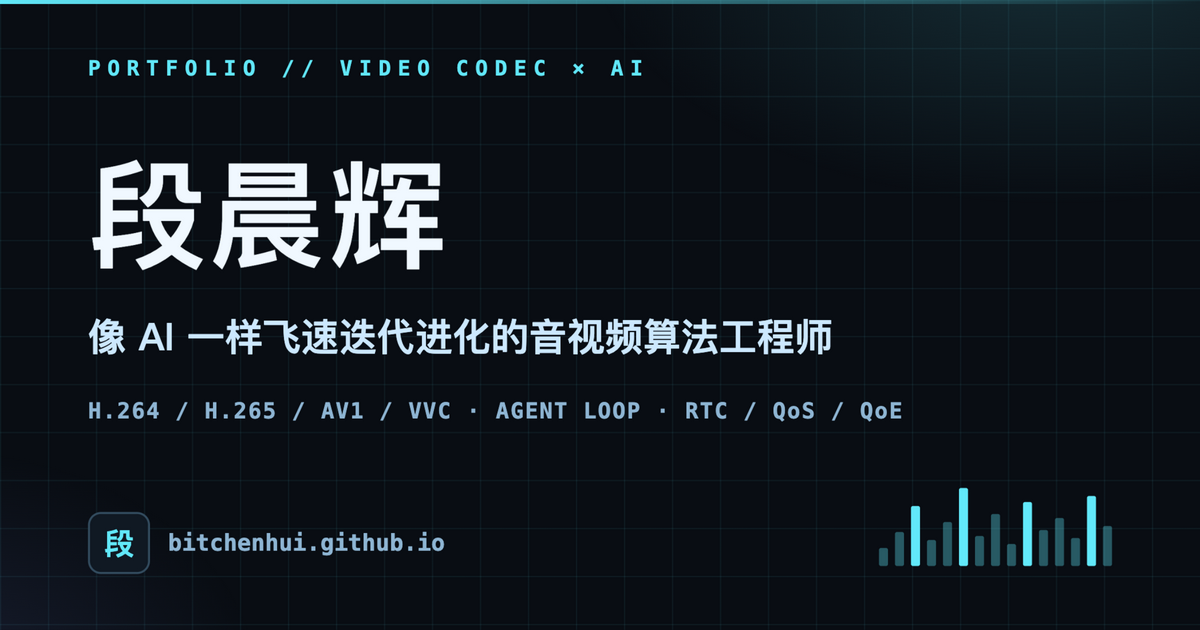 PORTFOLIO // VIDEO CODEC × AI
段晨辉
像 AI 一样飞速迭代进化的音视频算法工程师
H.264 / H.265 / AV1 / VVC · AGENT LOOP · RTC / QoS / QoE
段 bitchenhui.github.io